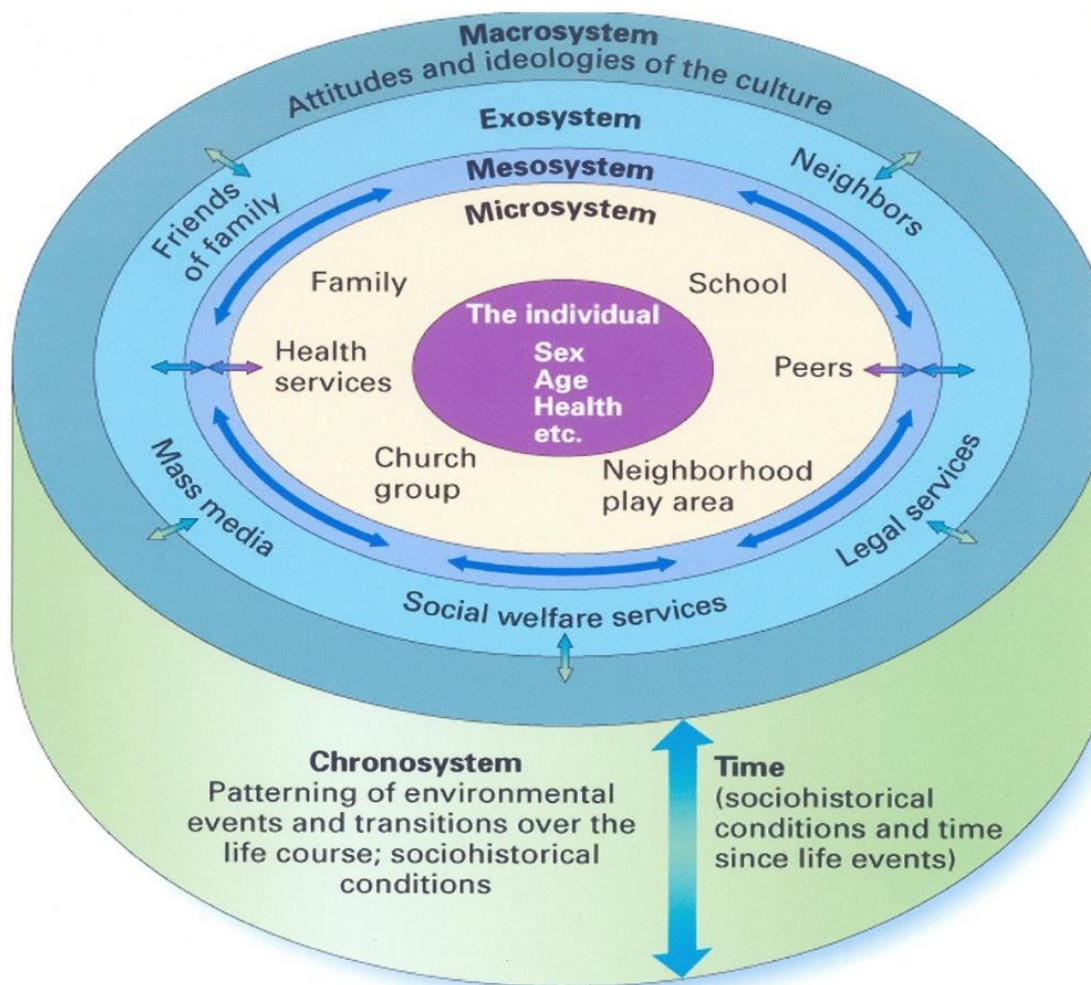 Macrosystem
Attitudes and ideologies of the culture
Exosystem
Mesosystem
Microsystem
Friends
of family
Neighbors
Family
School
The individual
Sex
Age
Health
etc.
Health
services
Peers
Church
group
Neighborhood
play area
Mass media
Legal services
Social welfare services
Chronosystem
Patterning of environmental
events and transitions over the
life course; sociohistorical
conditions
Time
(sociohistorical
conditions and time
since life events)